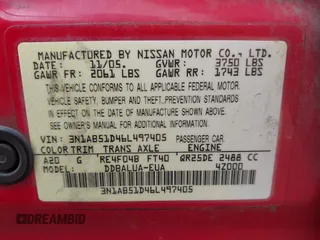 MANUFACTURED BY NISSAN MOTOR CO., LTD.
DATE: 11/05. GVWR: 3750 LBS
GAWR FR: 2061 LBS GAWR RR: 1743 LBS
THIS VEHICLE CONFORMS TO ALL APPLICABLE FEDERAL MOTOR VEHICLE
SAFETY, BUMPER, AND THEFT PREVENTION STANDARDS IN
EFFECT ON THE DATE OF MANUFACTURE SHOWN ABOVE.
SEE OWNER'S MANUAL FOR ADDITIONAL INFORMATION
VIN: 3N1AB51D46L497405 PASSENGER CAR.
COLOR TRIM TRANS AXLE ENGINE
A20 G RE4F04B FT40 QR25DE 2488 CC
MODEL: DDBALUA-EUA 4Z000
3N1AB51D46L497405